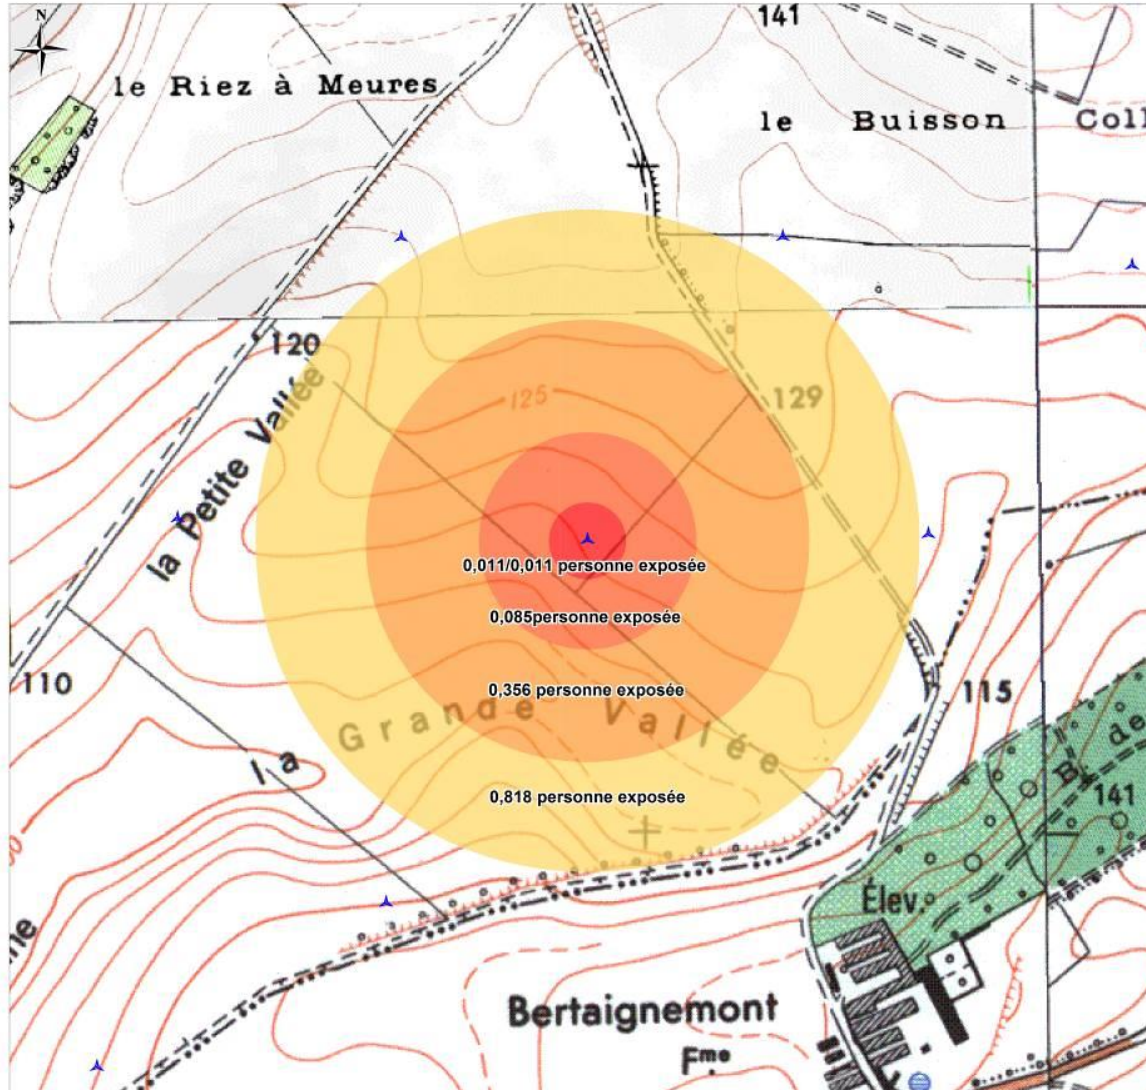 N
141
le Riez à Meures
le Buisson
Coll
120
la Petite Vallée
125
129
0,011/0,011 personne exposée
0,085personne exposée
0,356 personne exposée
110
115
la Grande Vallée
de
B
141
0,818 personne exposée
Élev.
Bertaignemont
Fme